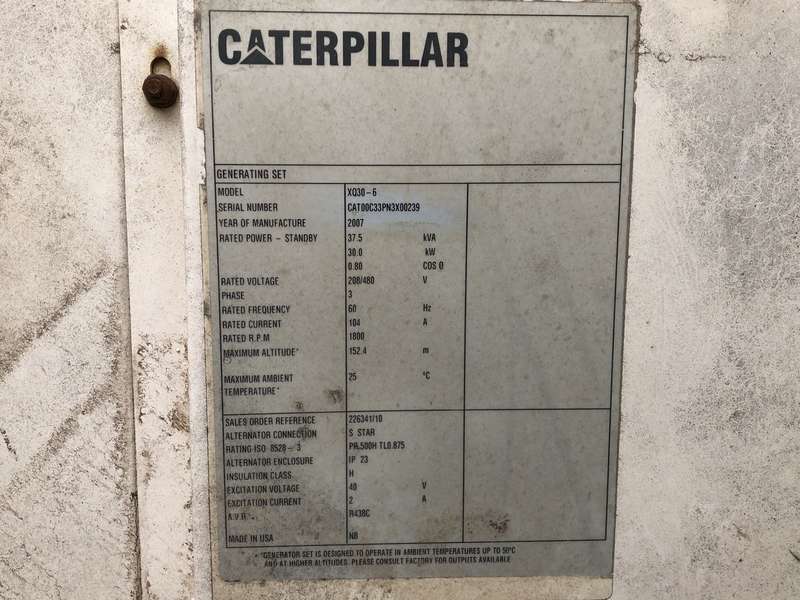 CATERPILLAR
GENERATING SET
MODEL XQ30-6
SERIAL NUMBER CAT00C33PN3X00239
YEAR OF MANUFACTURE 2007
RATED POWER - STANDBY 37.5 kVA
30.0 kW
0.80 COS Θ
RATED VOLTAGE 208/480 V
PHASE 3
RATED FREQUENCY 60 Hz
RATED CURRENT 104 A
RATED R.P.M 1800
MAXIMUM ALTITUDE* 152.4 m
MAXIMUM AMBIENT 25 °C
TEMPERATURE*
SALES ORDER REFERENCE 226341/10
ALTERNATOR CONNECTION S STAR
RATING ISO 8528 - 3 PR.500H TL0.875
ALTERNATOR ENCLOSURE IP 23
INSULATION CLASS H
EXCITATION VOLTAGE 40 V
EXCITATION CURRENT 2 A
A.V.R R438C
MADE IN USA NB
*GENERATOR SET IS DESIGNED TO OPERATE IN AMBIENT TEMPERATURES UP TO 50°C
AND AT HIGHER ALTITUDES. PLEASE CONSULT FACTORY FOR OUTPUTS AVAILABLE